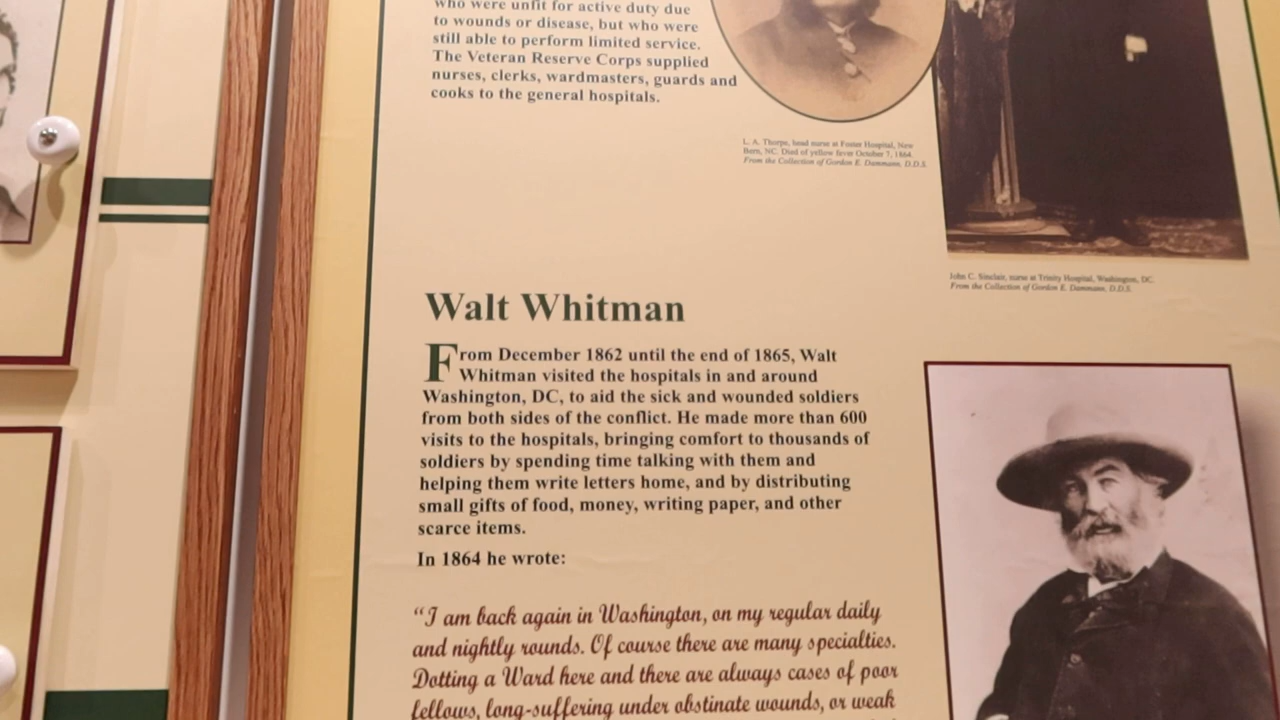 who were unfit for active duty due
to wounds or disease, but who were
still able to perform limited service.
The Veteran Reserve Corps supplied
nurses, clerks, wardmasters, guards and
cooks to the general hospitals.
L. A. Thorpe, head nurse at Foster Hospital, New
Bern, NC. Died of yellow fever October 7, 1864.
From the Collection of Gordon E. Dammann, D.D.S.
John C. Sinclair, nurse at Trinity Hospital, Washington, DC.
From the Collection of Gordon E. Dammann, D.D.S.
Walt Whitman
From December 1862 until the end of 1865, Walt
Whitman visited the hospitals in and around
Washington, DC, to aid the sick and wounded soldiers
from both sides of the conflict. He made more than 600
visits to the hospitals, bringing comfort to thousands of
soldiers by spending time talking with them and
helping them write letters home, and by distributing
small gifts of food, money, writing paper, and other
scarce items.
In 1864 he wrote:
“I am back again in Washington, on my regular daily
and nightly rounds. Of course there are many specialties.
Dotting a Ward here and there are always cases of poor
fellows, long-suffering under obstinate wounds, or weak